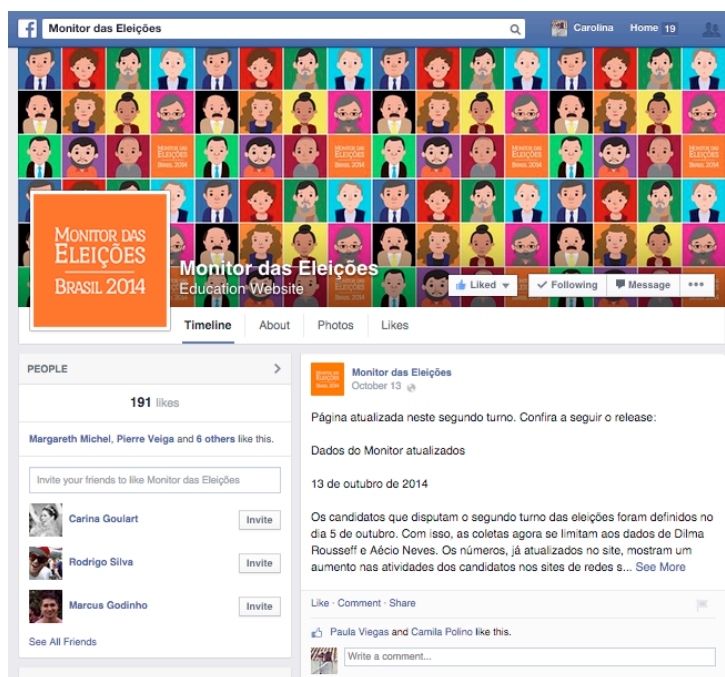 Monitor das Eleições
Carolina
Home 19
MONITOR DAS
ELEIÇÕES
BRASIL 2014
Monitor das Eleições
Education Website
Liked
Following
Message
Timeline
About
Photos
Likes
PEOPLE
191 likes
Margareth Michel, Pierre Veiga and 6 others like this.
Invite your friends to like Monitor das Eleições
Carina Goulart
Invite
Rodrigo Silva
Invite
Marcus Godinho
Invite
See All Friends
Monitor das Eleições
October 13
Página atualizada neste segundo turno. Confira a seguir o release:
Dados do Monitor atualizados
13 de outubro de 2014
Os candidatos que disputam o segundo turno das eleições foram definidos no
dia 5 de outubro. Com isso, as coletas agora se limitam aos dados de Dilma
Rousseff e Aécio Neves. Os números, já atualizados no site, mostram um
aumento nas atividades dos candidatos nos sites de redes s... See More
Like · Comment · Share
Paula Viegas and Camila Polino like this.
Write a comment...